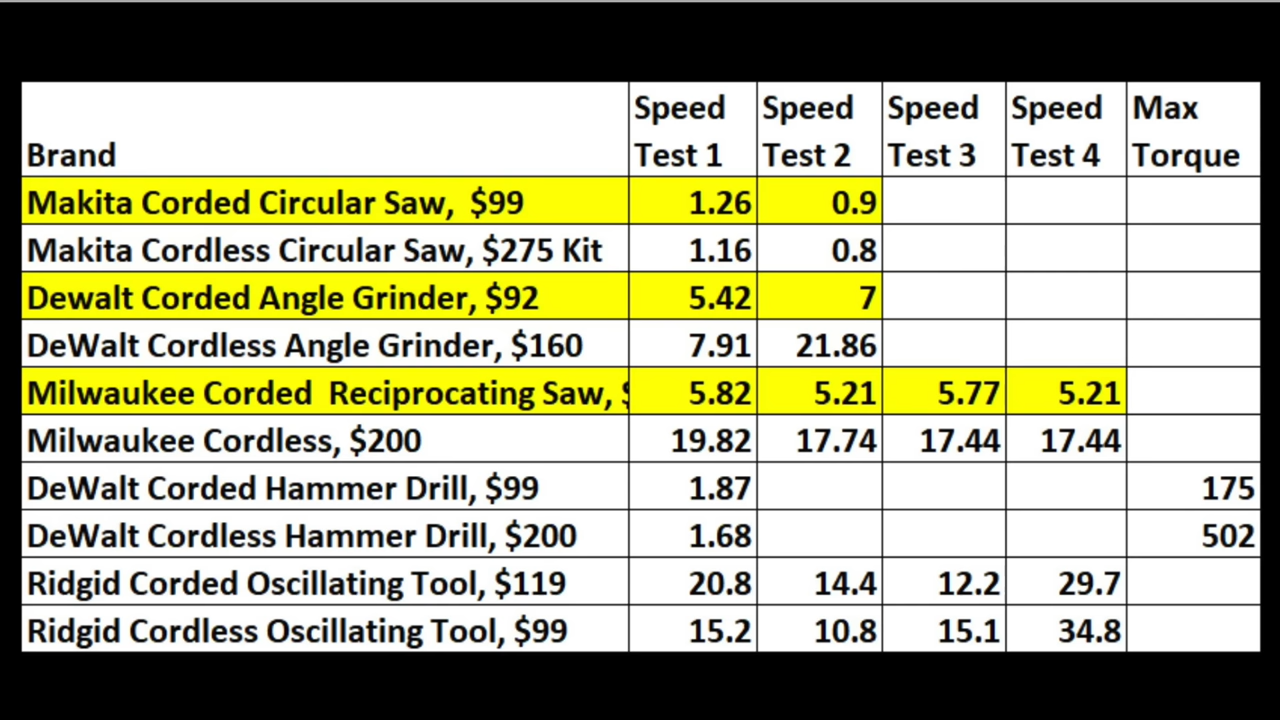 Brand Speed Test 1 Speed Test 2 Speed Test 3 Speed Test 4 Max Torque
Makita Corded Circular Saw, $99 1.26 0.9
Makita Cordless Circular Saw, $275 Kit 1.16 0.8
Dewalt Corded Angle Grinder, $92 5.42 7
DeWalt Cordless Angle Grinder, $160 7.91 21.86
Milwaukee Corded Reciprocating Saw, $ 5.82 5.21 5.77 5.21
Milwaukee Cordless, $200 19.82 17.74 17.44 17.44
DeWalt Corded Hammer Drill, $99 1.87 175
DeWalt Cordless Hammer Drill, $200 1.68 502
Ridgid Corded Oscillating Tool, $119 20.8 14.4 12.2 29.7
Ridgid Cordless Oscillating Tool, $99 15.2 10.8 15.1 34.8